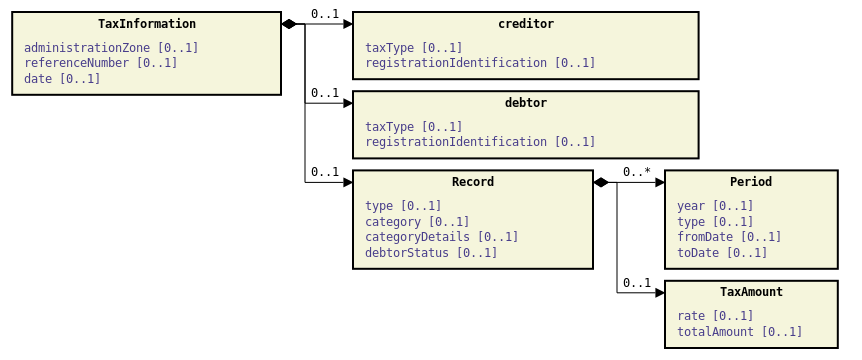 TaxInformation
administrationZone [0..1]
referenceNumber [0..1]
date [0..1]
0..1
creditor
taxType [0..1]
registrationIdentification [0..1]
0..1
debtor
taxType [0..1]
registrationIdentification [0..1]
0..1
Record
type [0..1]
category [0..1]
categoryDetails [0..1]
debtorStatus [0..1]
0..*
Period
year [0..1]
type [0..1]
fromDate [0..1]
toDate [0..1]
0..1
TaxAmount
rate [0..1]
totalAmount [0..1]